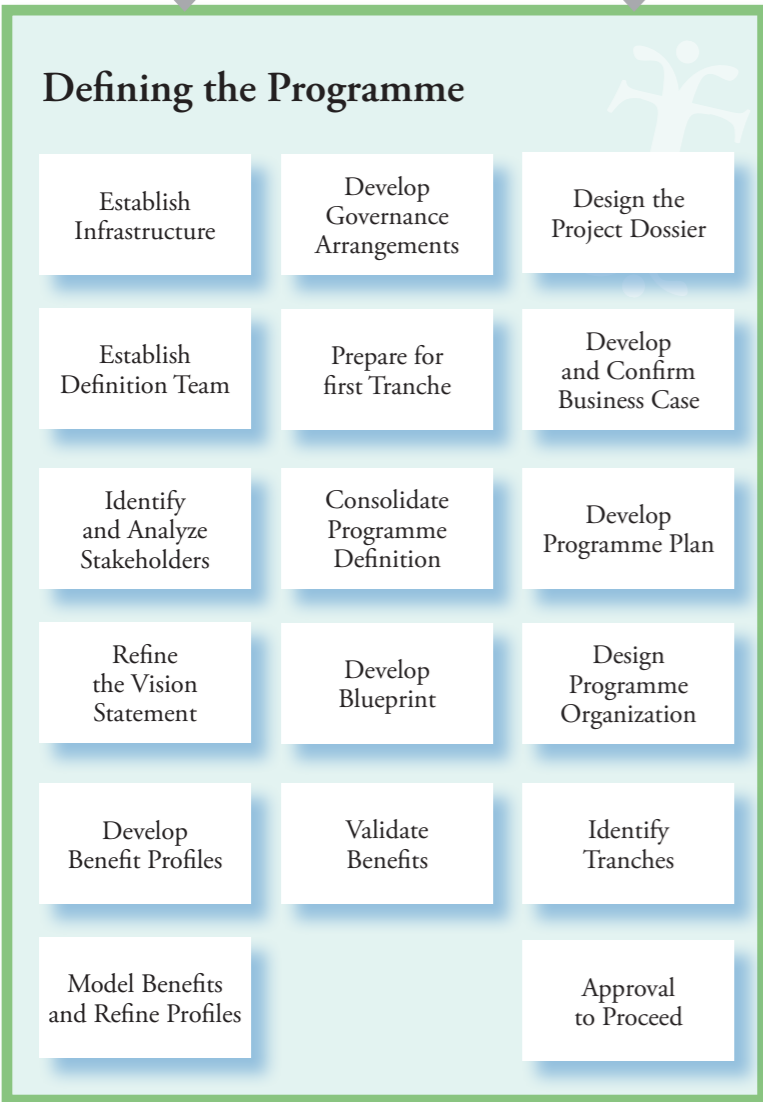 Defining the Programme
Establish
Infrastructure
Develop
Governance
Arrangements
Design the
Project Dossier
Establish
Definition Team
Prepare for
first Tranche
Develop
and Confirm
Business Case
Identify
and Analyze
Stakeholders
Consolidate
Programme
Definition
Develop
Programme Plan
Refine
the Vision
Statement
Develop
Blueprint
Design
Programme
Organization
Develop
Benefit Profiles
Validate
Benefits
Identify
Tranches
Model Benefits
and Refine Profiles
Approval
to Proceed